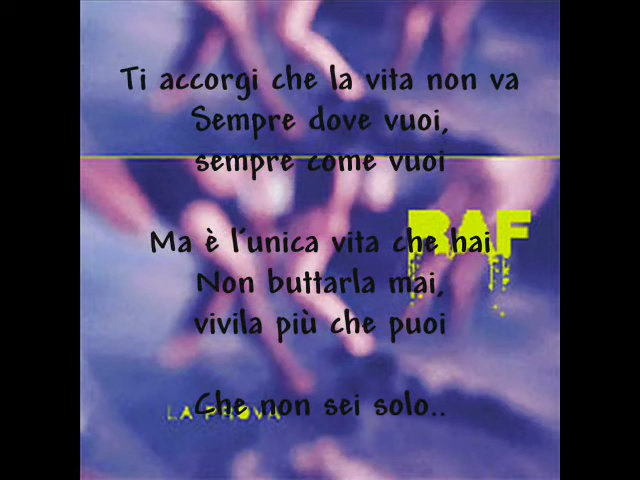 Ti accorgi che la vita non va
Sempre dove vuoi,
sempre come vuoi
RAF
Ma è l'unica vita che hai
Non buttarla mai,
vivila più che puoi
Che non sei solo..
LA PROVA